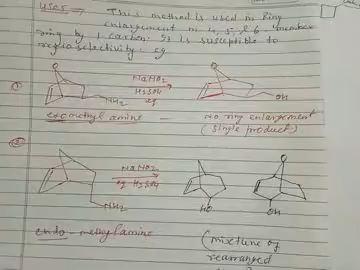 uses - This method is used in Ring
enlargement in 4, 5, & 6 member
ring by 1 carbon. It is susceptible to
regioselectivity. eg
① O NaNO2 O
H2SO4
NH2 aq OH
exomethyl amine - No ring enlargement
(single product)
② NaNO2 O
aq H2SO4
NH2 HO OH
endo-methylamine (mixture of
rearranged